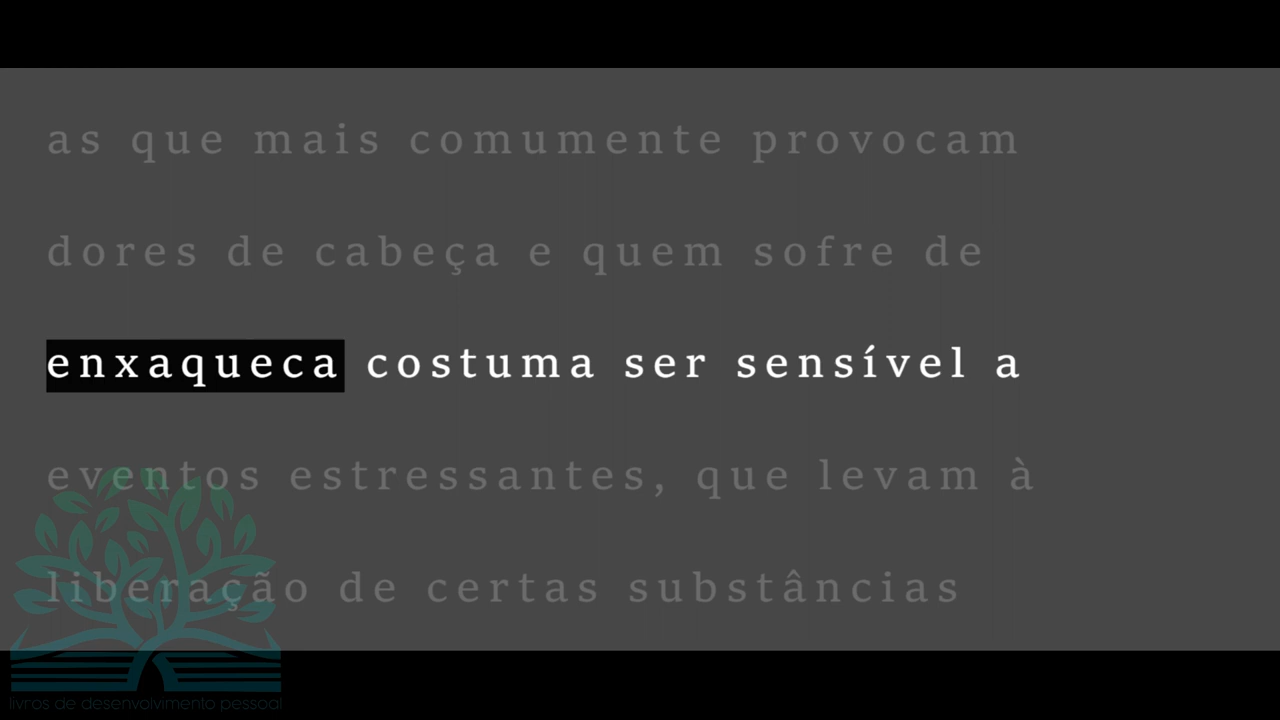 as que mais comumente provocam
dores de cabeça e quem sofre de
enxaqueca costuma ser sensível a
eventos estressantes, que levam à
liberação de certas substâncias
livros de desenvolvimento pessoal